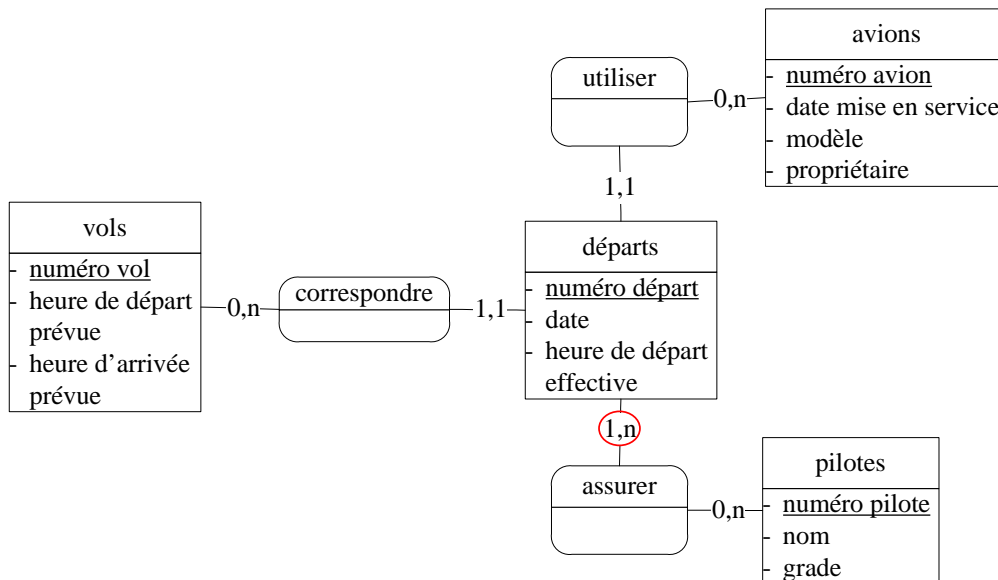 avions
- numéro avion
- date mise en service
- modèle
- propriétaire
utiliser
0,n
1,1
vols
- numéro vol
- heure de départ
prévue
- heure d'arrivée
prévue
0,n
correspondre
1,1
départs
- numéro départ
- date
- heure de départ
effective
1,n
assurer
0,n
pilotes
- numéro pilote
- nom
- grade